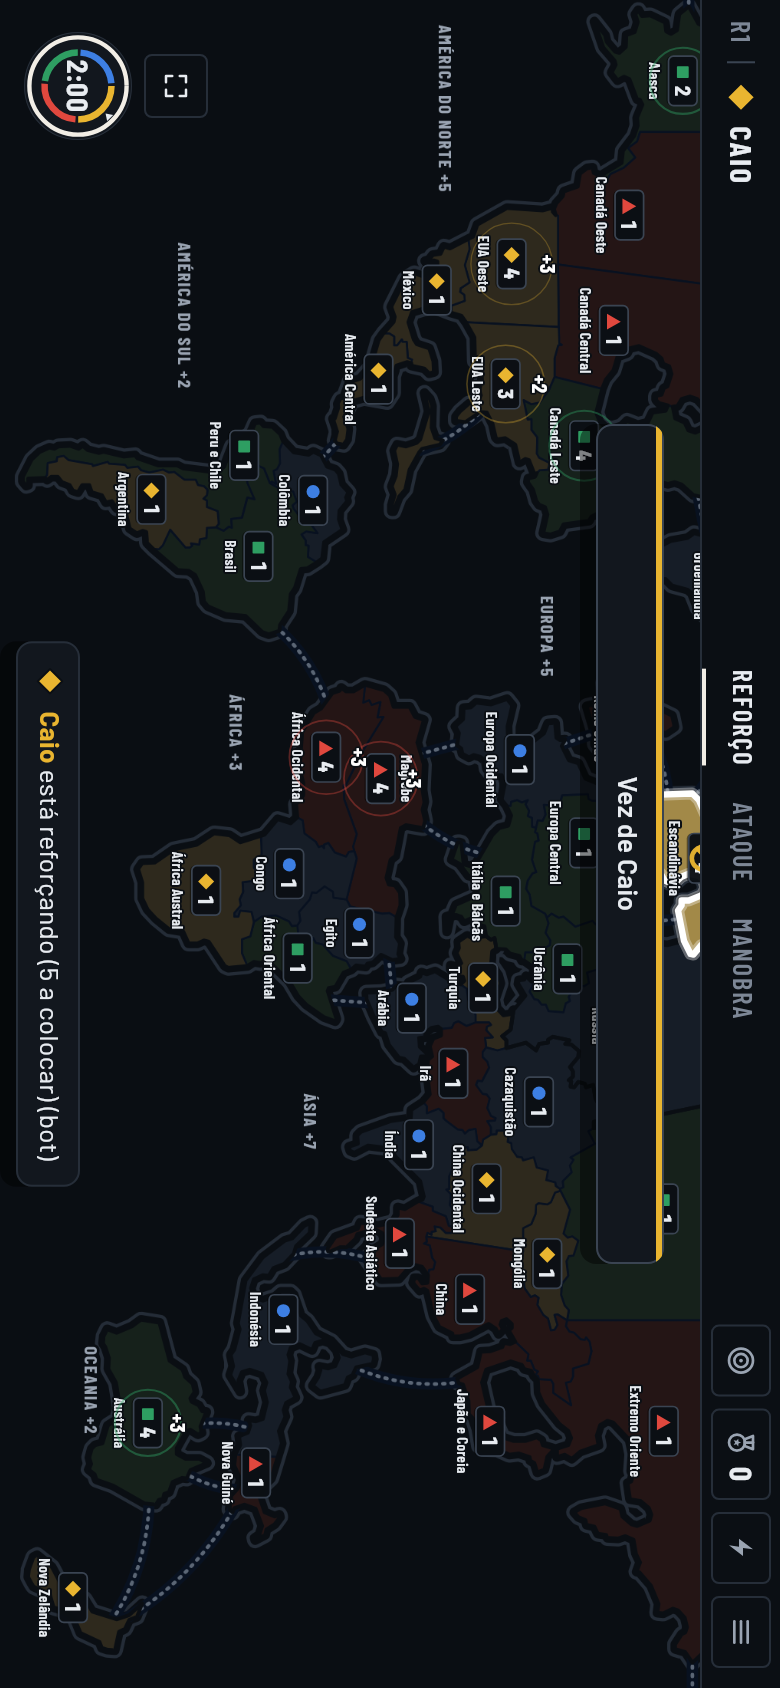 R1 | CAIO
REFORÇO ATAQUE MANOBRA
0
Vez de Caio
Alasca
2
Canadá Oeste
1
Canadá Central
1
Canadá Leste
4
EUA Oeste
4
+3
EUA Leste
3
+2
México
1
América Central
1
AMÉRICA DO NORTE +5
AMÉRICA DO SUL +2
Colômbia
1
Peru e Chile
1
Brasil
1
Argentina
1
EUROPA +5
Escandinávia
Europa Ocidental
1
Europa Central
1
Itália e Bálcãs
1
Ucrânia
1
Rússia
ÁFRICA +3
Magrebe
4
+3
África Ocidental
4
+3
Egito
1
Congo
1
África Oriental
1
África Austral
1
ÁSIA +7
Turquia
1
Arábia
1
Irã
1
Cazaquistão
1
Índia
1
China Ocidental
1
Mongólia
1
China
1
Sudeste Asiático
1
Japão e Coreia
1
Extremo Oriente
1
1
OCEANIA +2
Indonésia
1
Nova Guiné
1
Austrália
4
+3
Nova Zelândia
1
2:00
Caio está reforçando (5 a colocar) (bot)